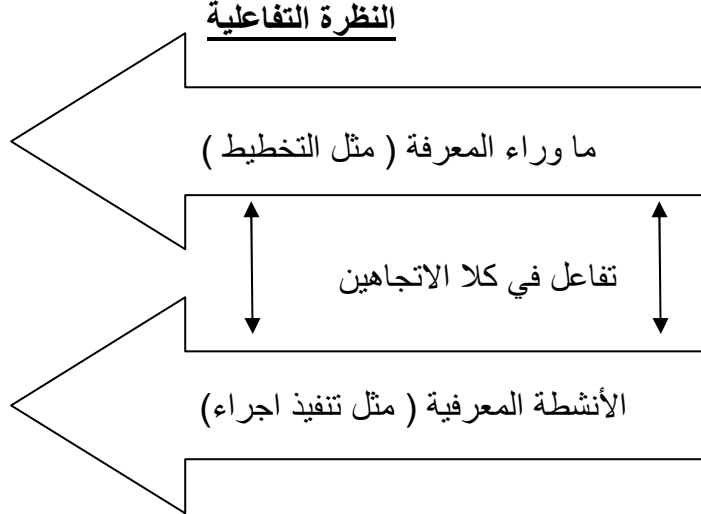 النظرة التفاعلية
ما وراء المعرفة ( مثل التخطيط )
تفاعل في كلا الاتجاهين
الأنشطة المعرفية ( مثل تنفيذ اجراء)